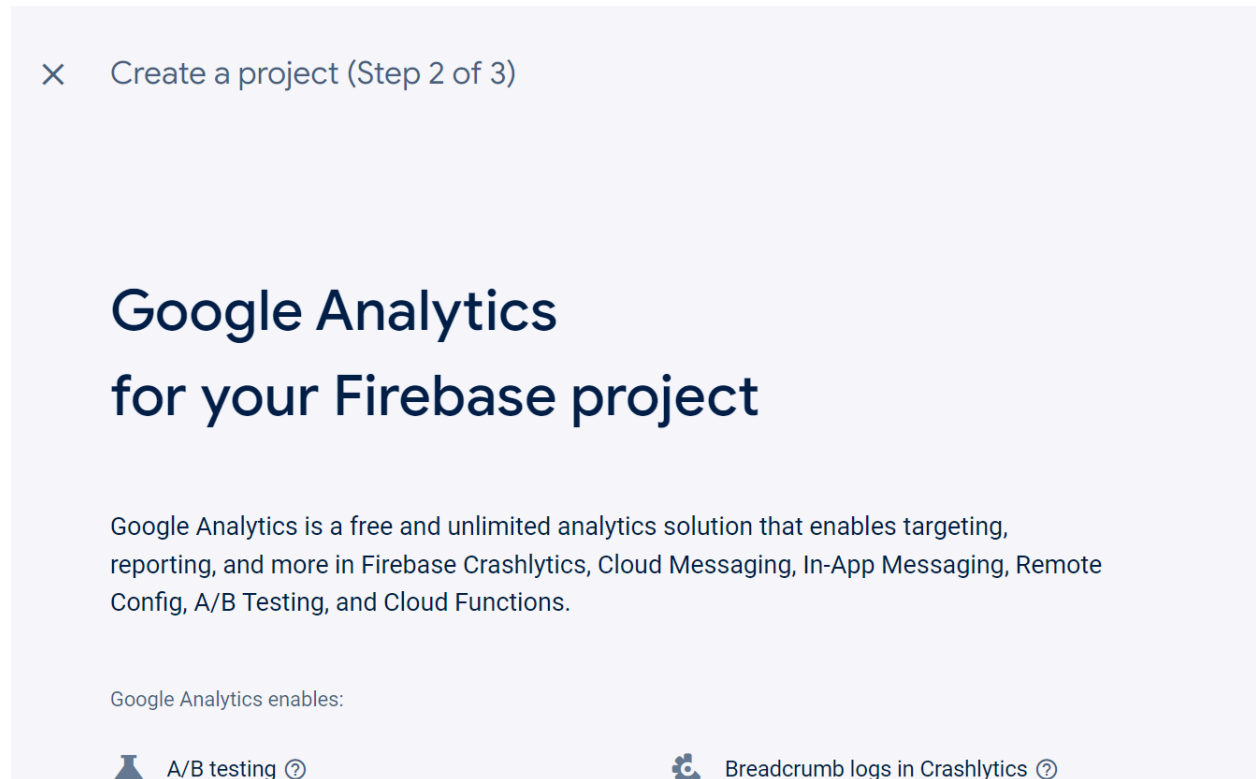 Create a project (Step 2 of 3)
Google Analytics
for your Firebase project
Google Analytics is a free and unlimited analytics solution that enables targeting,
reporting, and more in Firebase Crashlytics, Cloud Messaging, In-App Messaging, Remote
Config, A/B Testing, and Cloud Functions.
Google Analytics enables:
A/B testing
Breadcrumb logs in Crashlytics